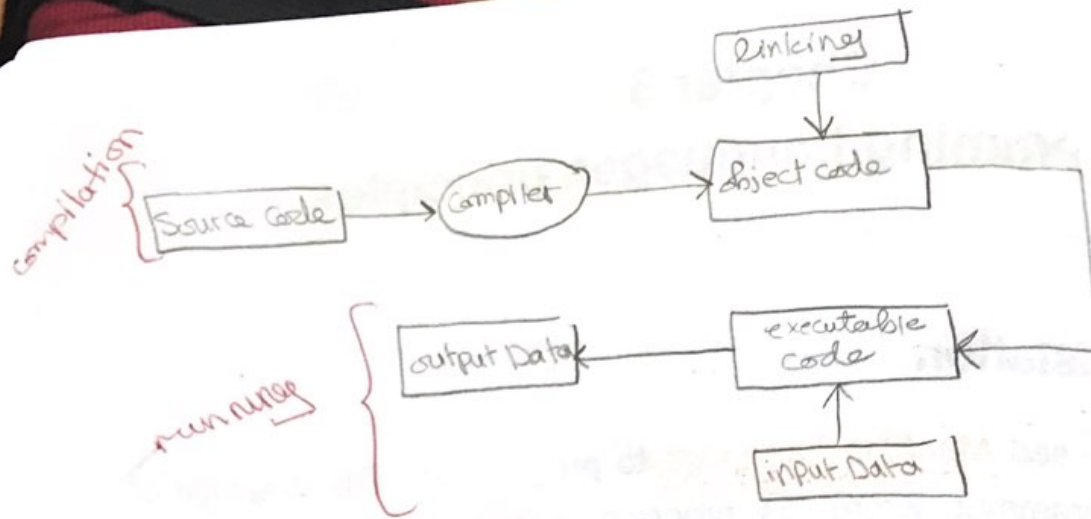 linking
compilation
Source code
Compiler
object code
output Data
executable
code
running
input Data